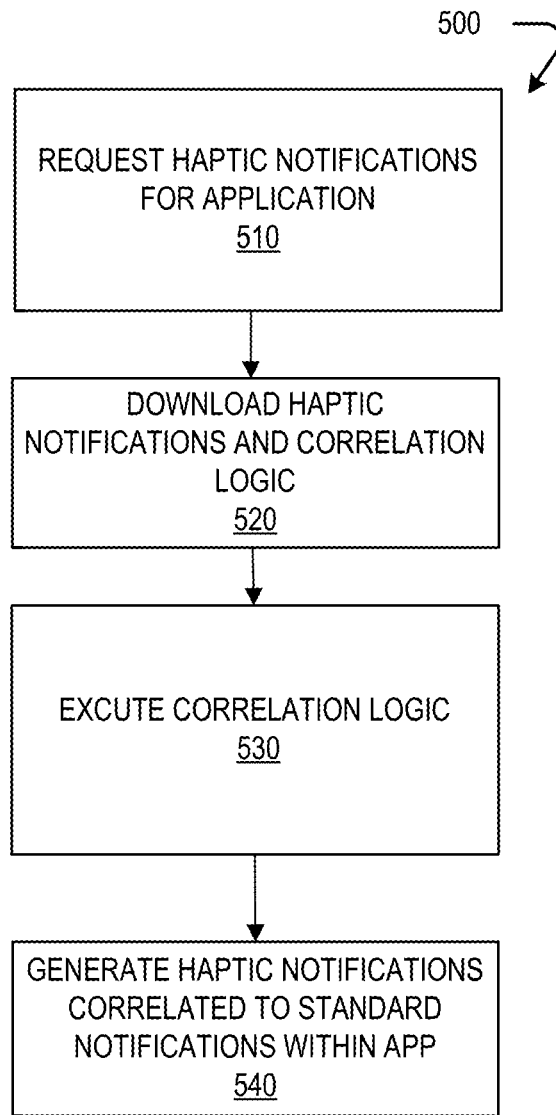 500
REQUEST HAPTIC NOTIFICATIONS
FOR APPLICATION
510
DOWNLOAD HAPTIC
NOTIFICATIONS AND CORRELATION
LOGIC
520
EXCUTE CORRELATION LOGIC
530
GENERATE HAPTIC NOTIFICATIONS
CORRELATED TO STANDARD
NOTIFICATIONS WITHIN APP
540